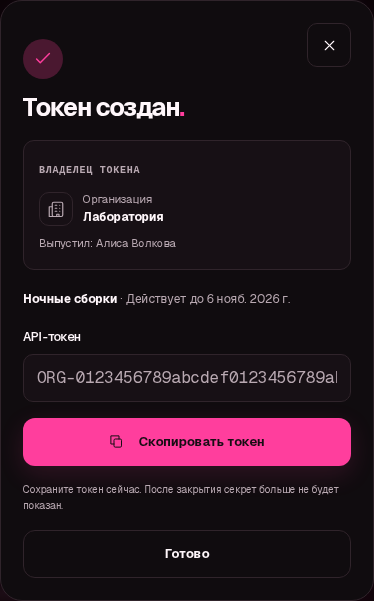 Токен создан.
ВЛАДЕЛЕЦ ТОКЕНА
Организация
Лаборатория
Выпустил: Алиса Волкова
Ночные сборки · Действует до 6 нояб. 2026 г.
API-токен
ORG-0123456789abcdef0123456789a
Скопировать токен
Сохраните токен сейчас. После закрытия секрет больше не будет
показан.
Готово